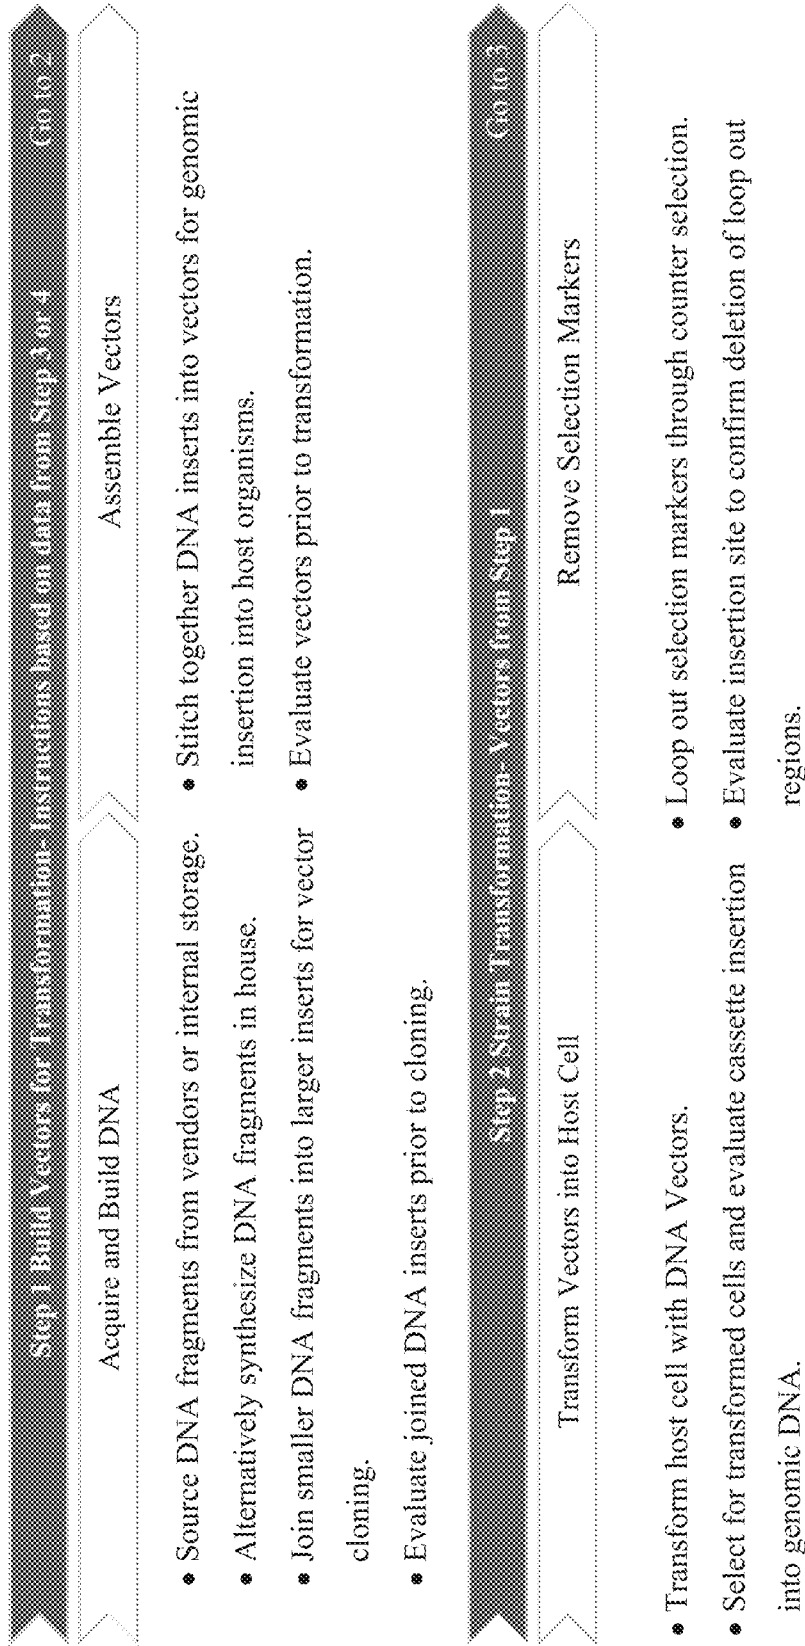 Step 1 Build Vectors for Transformation- Instructions based on data from Step 3 or 4 Go to 2
Acquire and Build DNA
Assemble Vectors
• Source DNA fragments from vendors or internal storage.
• Alternatively synthesize DNA fragments in house.
• Join smaller DNA fragments into larger inserts for vector
cloning.
• Evaluate joined DNA inserts prior to cloning.
• Stitch together DNA inserts into vectors for genomic
insertion into host organisms.
• Evaluate vectors prior to transformation.
Step 2 Strain Transformation- Vectors from Step 1 Go to 3
Transform Vectors into Host Cell
Remove Selection Markers
• Transform host cell with DNA Vectors.
• Select for transformed cells and evaluate cassette insertion
into genomic DNA.
• Loop out selection markers through counter selection.
• Evaluate insertion site to confirm deletion of loop out
regions.